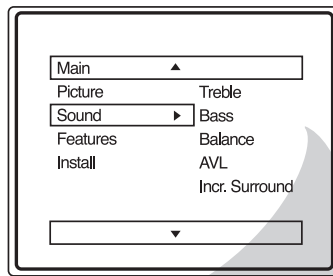 Main
Picture
Treble
Sound
Bass
Features
Balance
Install
AVL
Incr. Surround